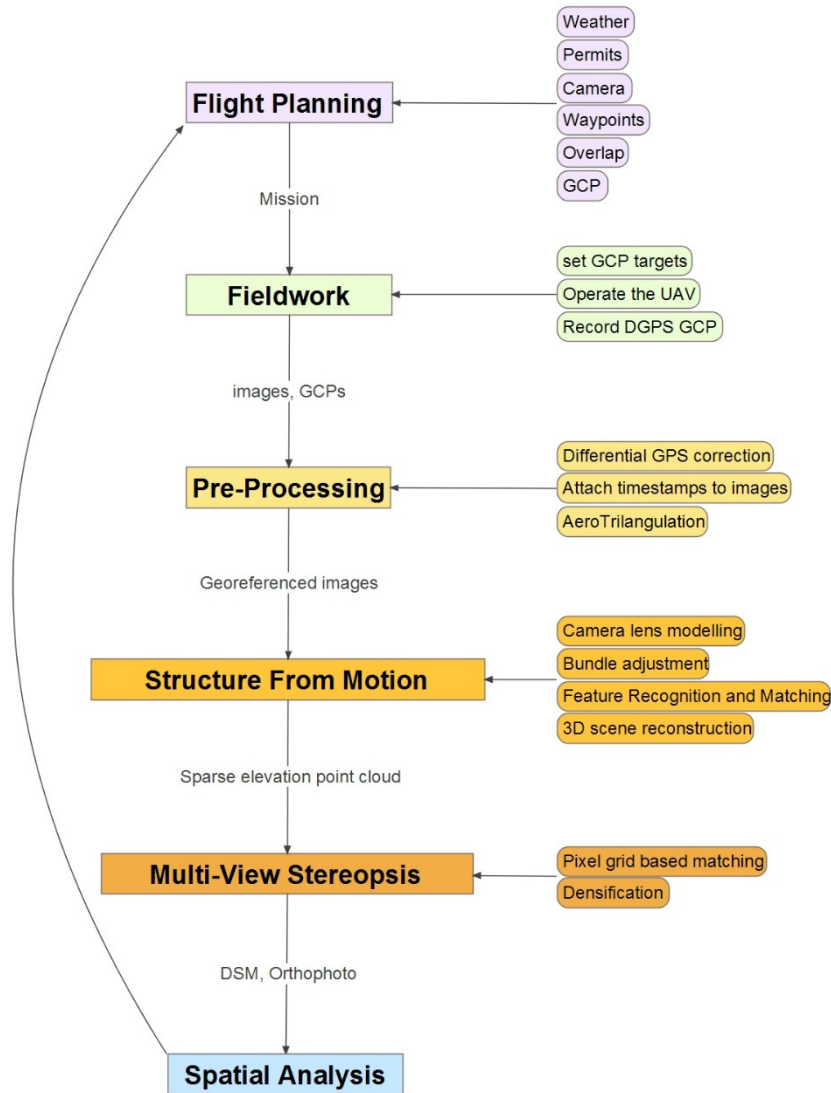 Weather
Permits
Flight Planning
Camera
Waypoints
Overlap
GCP
Mission
set GCP targets
Fieldwork
Operate the UAV
Record DGPS GCP
images, GCPs
Differential GPS correction
Pre-Processing
Attach timestamps to images
AeroTrilangulation
Georeferenced images
Camera lens modelling
Bundle adjustment
Structure From Motion
Feature Recognition and Matching
3D scene reconstruction
Sparse elevation point cloud
Pixel grid based matching
Multi-View Stereopsis
Densification
DSM, Orthophoto
Spatial Analysis